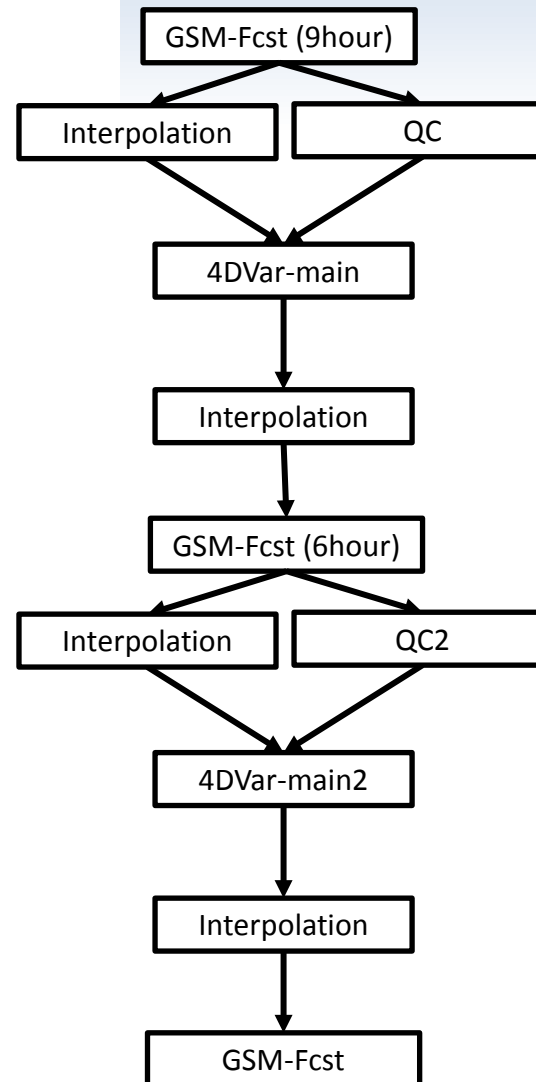 GSM-Fcst (9hour)
Interpolation
QC
4DVar-main
Interpolation
GSM-Fcst (6hour)
Interpolation
QC2
4DVar-main2
Interpolation
GSM-Fcst